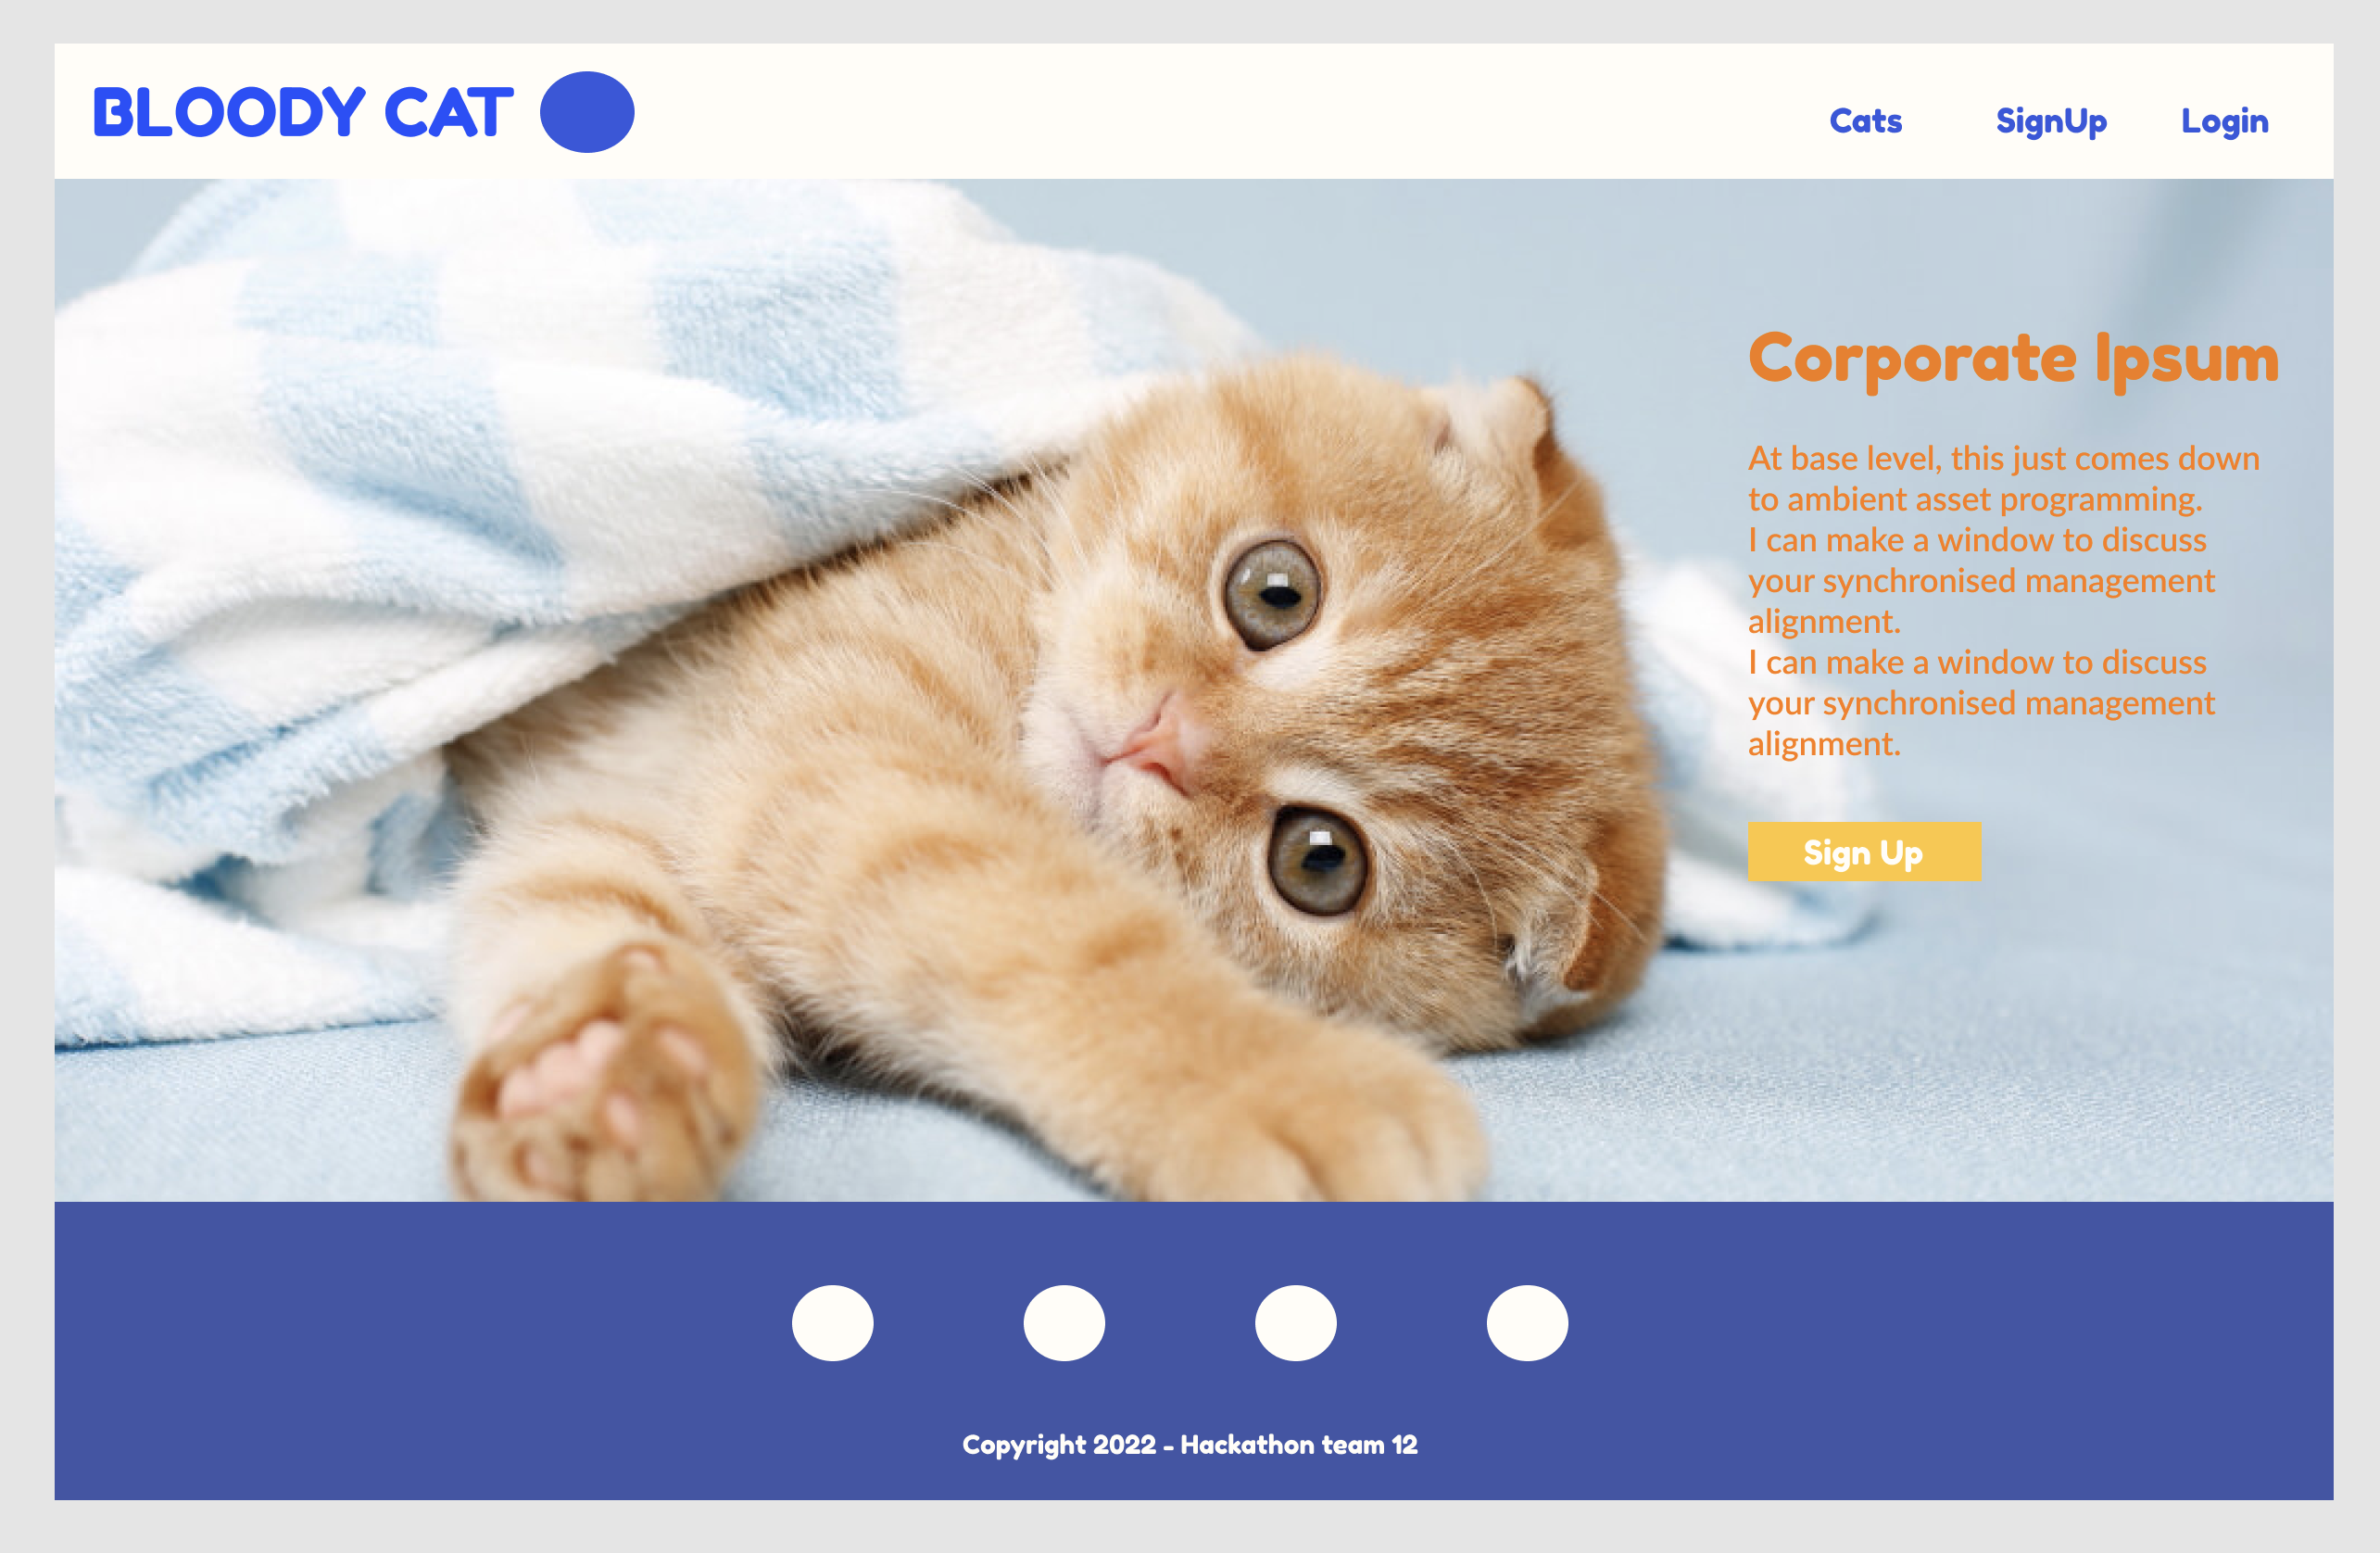 BLOODY CAT
Cats SignUp Login
Corporate Ipsum
At base level, this just comes down
to ambient asset programming.
I can make a window to discuss
your synchronised management
alignment.
I can make a window to discuss
your synchronised management
alignment.
Sign Up
Copyright 2022 - Hackathon team 12